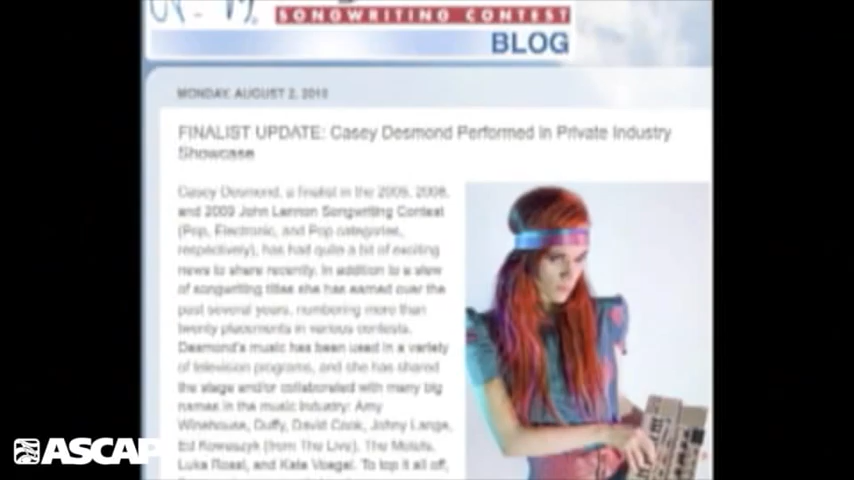 SONGWRITING CONTEST
BLOG
MONDAY, AUGUST 2, 2010
FINALIST UPDATE: Casey Desmond Performed in Private Industry
Showcase
Casey Desmond, a finalist in the 2005, 2008,
and 2009 John Lennon Songwriting Contest
(Pop, Electronic, and Pop categories,
respectively), has had quite a bit of exciting
news to share recently. In addition to a slew
of songwriting titles she has earned over the
past several years, numbering more than
twenty placements in various contests,
Desmond's music has been used in a variety
of television programs, and she has shared
the stage and/or collaborated with many big
names in the music industry: Amy
Winehouse, Duffy, David Cook, Lange,
Ed (from The Live), The
Luke and Kate To top it all off,
ASCAP